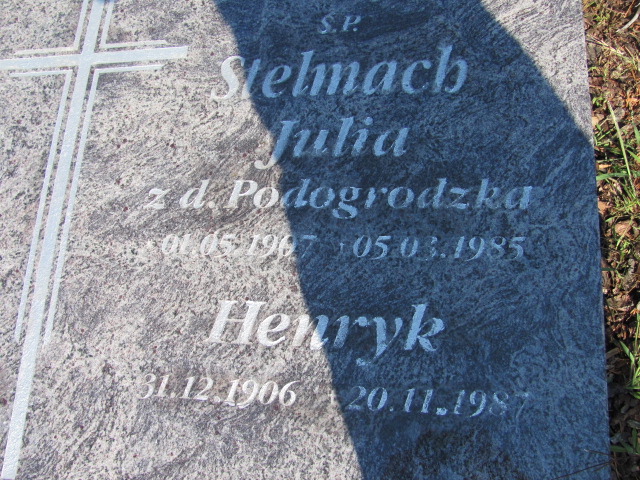 Ś.P.
Stelmach
Julia
z d. Podogrodzka
* 01.05.1907 † 05.03.1985
Henryk
31.12.1906 20.11.1987